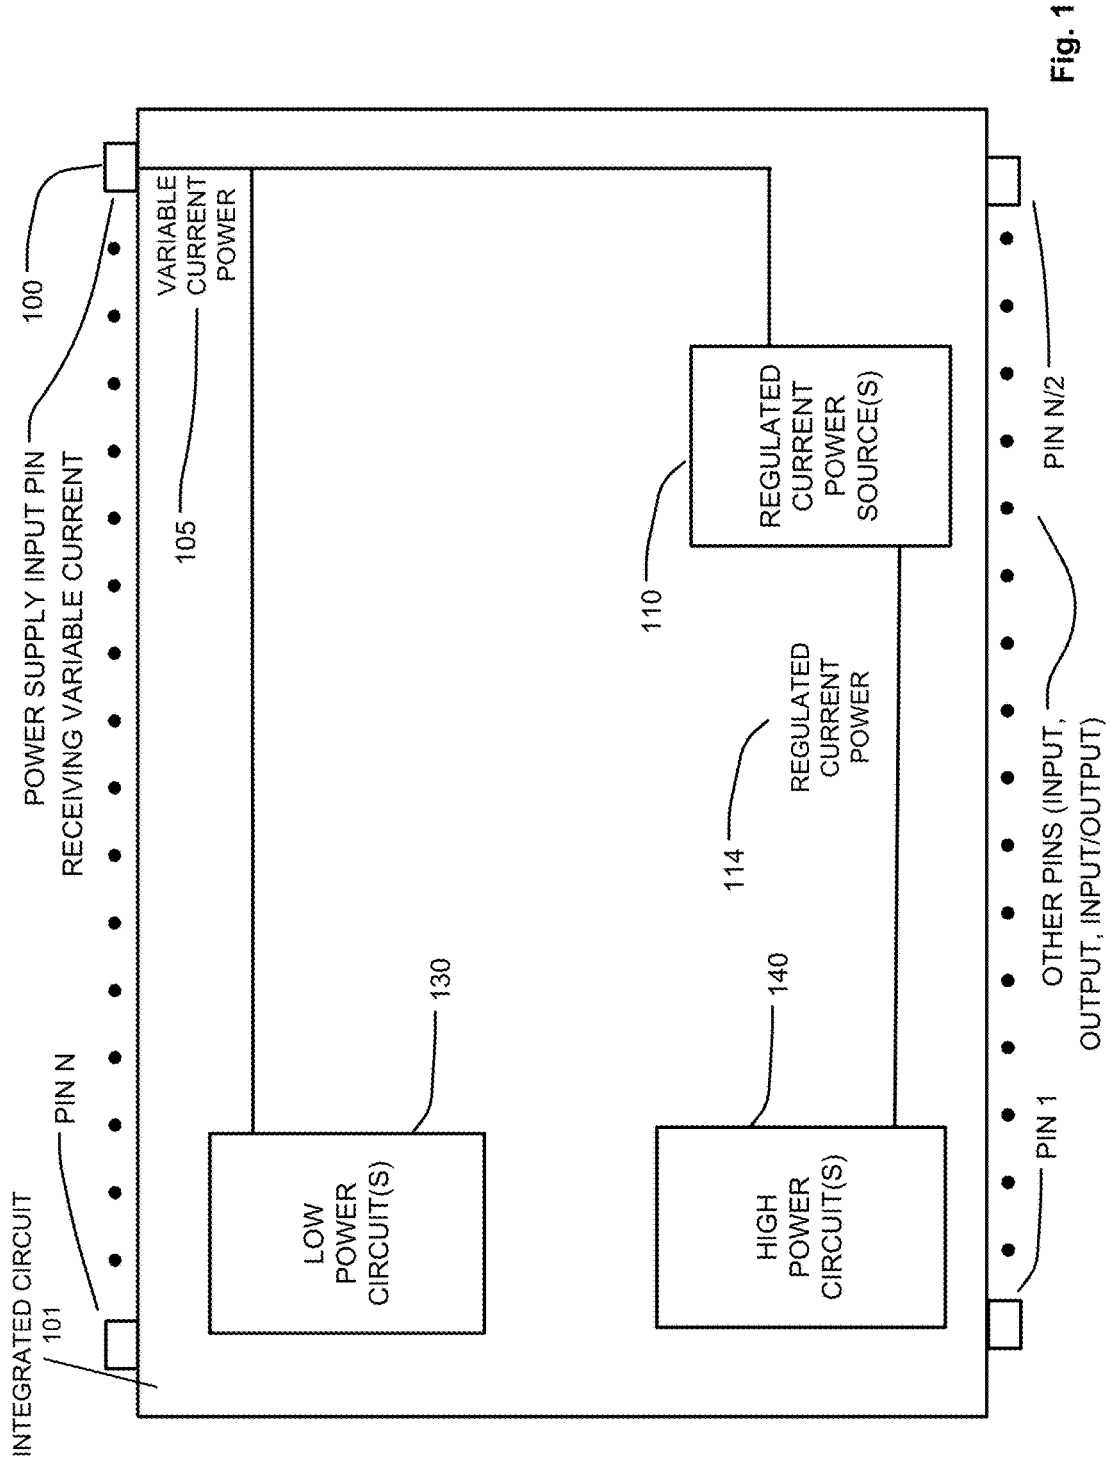 INTEGRATED CIRCUIT
101
PIN N
POWER SUPPLY INPUT PIN
RECEIVING VARIABLE CURRENT
100
VARIABLE
CURRENT
POWER
105
LOW
POWER
CIRCUIT(S)
130
HIGH
POWER
CIRCUIT(S)
140
114
REGULATED
CURRENT
POWER
110
REGULATED
CURRENT
POWER
SOURCE(S)
PIN 1
OTHER PINS (INPUT,
OUTPUT, INPUT/OUTPUT)
PIN N/2
Fig. 1